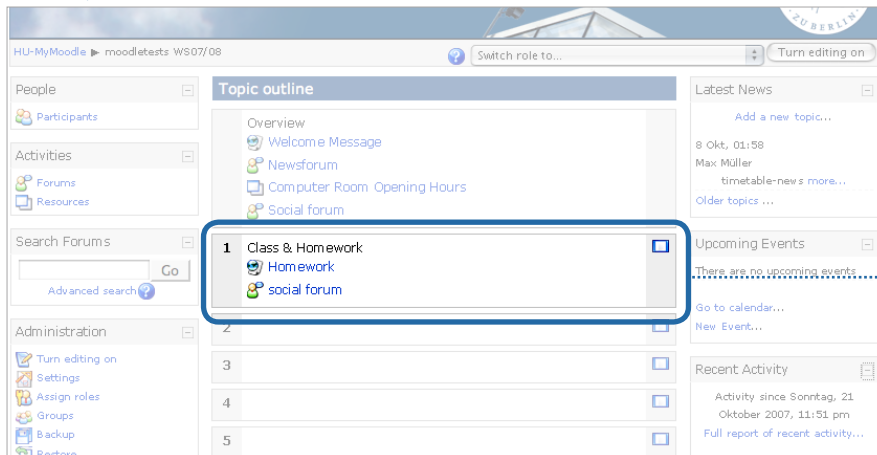 ZU BERLIN
HU-MyMoodle ► moodletests WS07/08
Switch role to...
Turn editing on
People
Participants
Activities
Forums
Resources
Search Forums
Go
Advanced search
Administration
Turn editing on
Settings
Assign roles
Groups
Backup
Restore
Topic outline
Overview
Welcome Message
Newsforum
Computer Room Opening Hours
Social forum
1 Class & Homework
Homework
social forum
2
3
4
5
Latest News
Add a new topic...
8 Okt, 01:58
Max Müller
timetable-news more...
Older topics ...
Upcoming Events
There are no upcoming events
Go to calendar...
New Event...
Recent Activity
Activity since Sonntag, 21
Oktober 2007, 11:51 pm
Full report of recent activity...